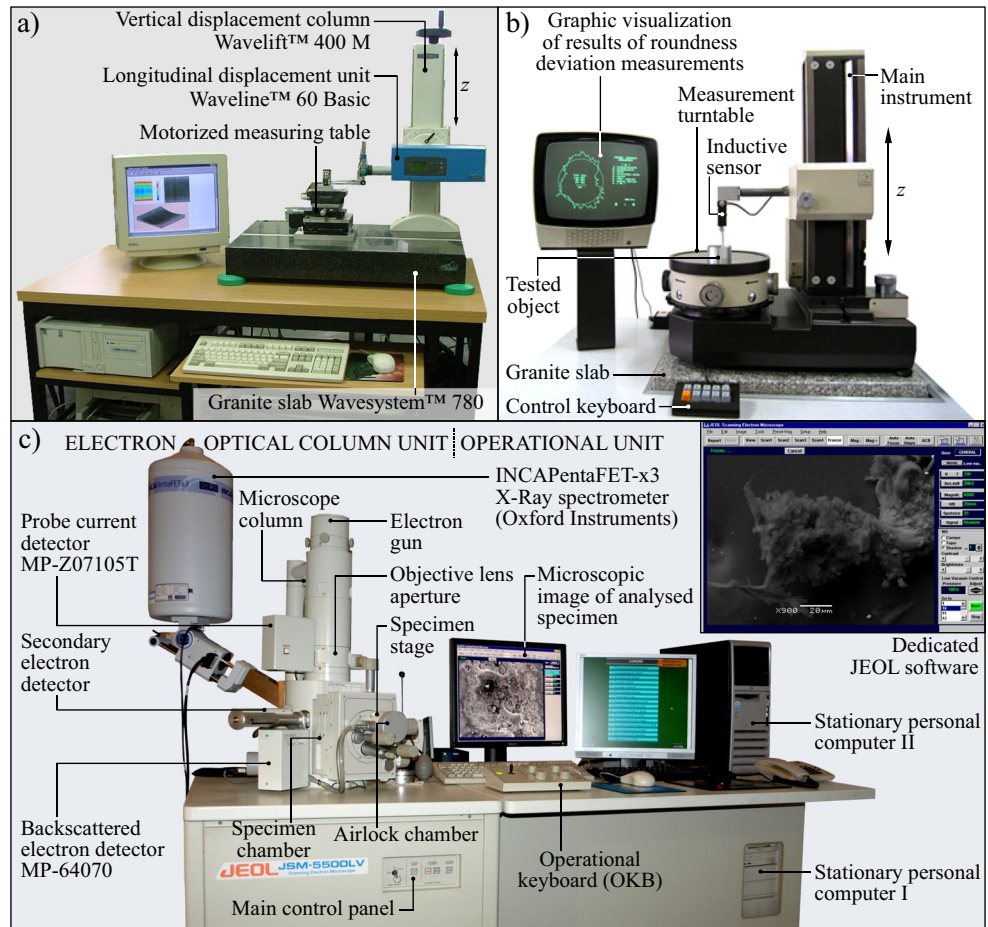 a)
Vertical displacement column
Wavelift™ 400 M
Longitudinal displacement unit
Waveline™ 60 Basic
Motorized measuring table
z
Granite slab Wavesystem™ 780
b)
Graphic visualization
of results of roundness
deviation measurements
Measurement
turntable
Inductive
sensor
Main
instrument
z
Tested
object
Granite slab
Control keyboard
c)
ELECTRON - OPTICAL COLUMN UNIT
OPERATIONAL UNIT
INCAPentaFET-x3
X-Ray spectrometer
(Oxford Instruments)
Probe current
detector
MP-Z07105T
Microscope
column
Electron
gun
Objective lens
aperture
Secondary
electron
detector
Specimen
stage
Microscopic
image of analysed
specimen
JEOL Scanning Electron Microscope
Cancel
Freeze
X900 20μm
Dedicated
JEOL software
Stationary personal
computer II
Backscattered
electron detector
MP-64070
Specimen
chamber
Airlock chamber
Operational
keyboard (OKB)
Stationary personal
computer I
JEOL JSM-5500LV
Scanning Electron Microscope
Main control panel